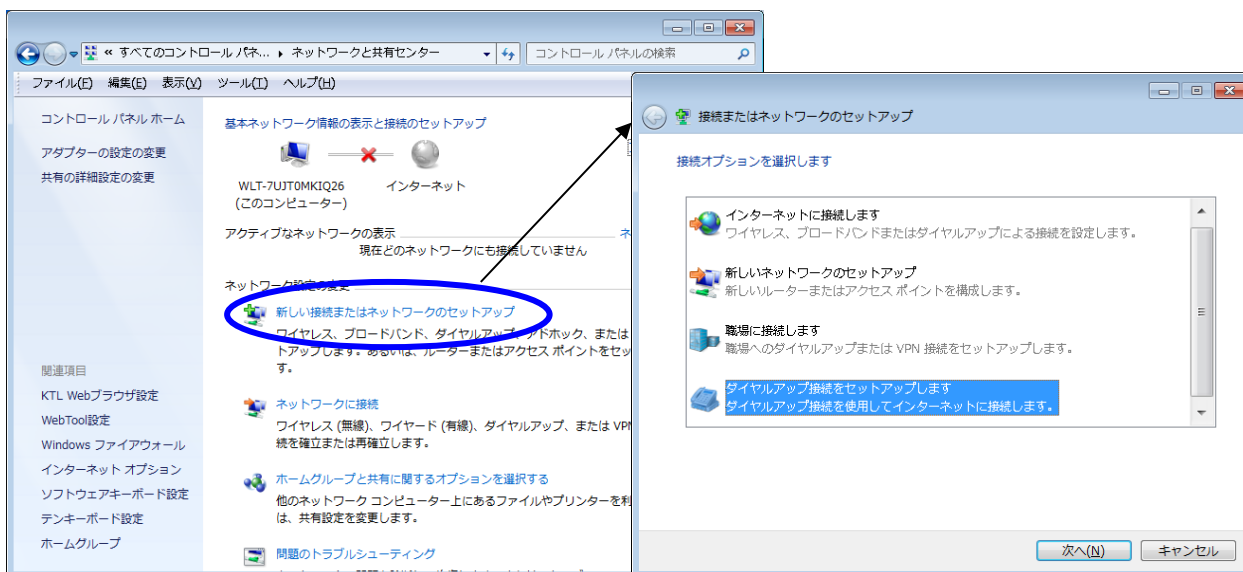 « すべてのコントロール パネ... ▸ ネットワークと共有センター
コントロール パネルの検索
ファイル(F) 編集(E) 表示(V) ツール(T) ヘルプ(H)
コントロール パネル ホーム
アダプターの設定の変更
共有の詳細設定の変更
関連項目
KTL Webブラウザ設定
WebTool設定
Windows ファイアウォール
インターネット オプション
ソフトウェアキーボード設定
テンキーボード設定
ホームグループ
基本ネットワーク情報の表示と接続のセットアップ
WLT-7UJT0MKIQ26
(このコンピューター)
インターネット
アクティブなネットワークの表示
ネ
現在どのネットワークにも接続していません
ネットワーク設定の変更
新しい接続またはネットワークのセットアップ
ワイヤレス、ブロードバンド、ダイヤルアップ、アドホック、または
トアップします。あるいは、ルーターまたはアクセス ポイントをセッ
す。
ネットワークに接続
ワイヤレス (無線)、ワイヤード (有線)、ダイヤルアップ、または VPN
続を確立または再確立します。
ホームグループと共有に関するオプションを選択する
他のネットワーク コンピューター上にあるファイルやプリンターを利
は、共有設定を変更します。
問題のトラブルシューティング
接続またはネットワークのセットアップ
接続オプションを選択します
インターネットに接続します
ワイヤレス、ブロードバンドまたはダイヤルアップによる接続を設定します。
新しいネットワークのセットアップ
新しいルーターまたはアクセス ポイントを構成します。
職場に接続します
職場へのダイヤルアップまたは VPN 接続をセットアップします。
ダイヤルアップ接続をセットアップします
ダイヤルアップ接続を使用してインターネットに接続します。
次へ(N)
キャンセル